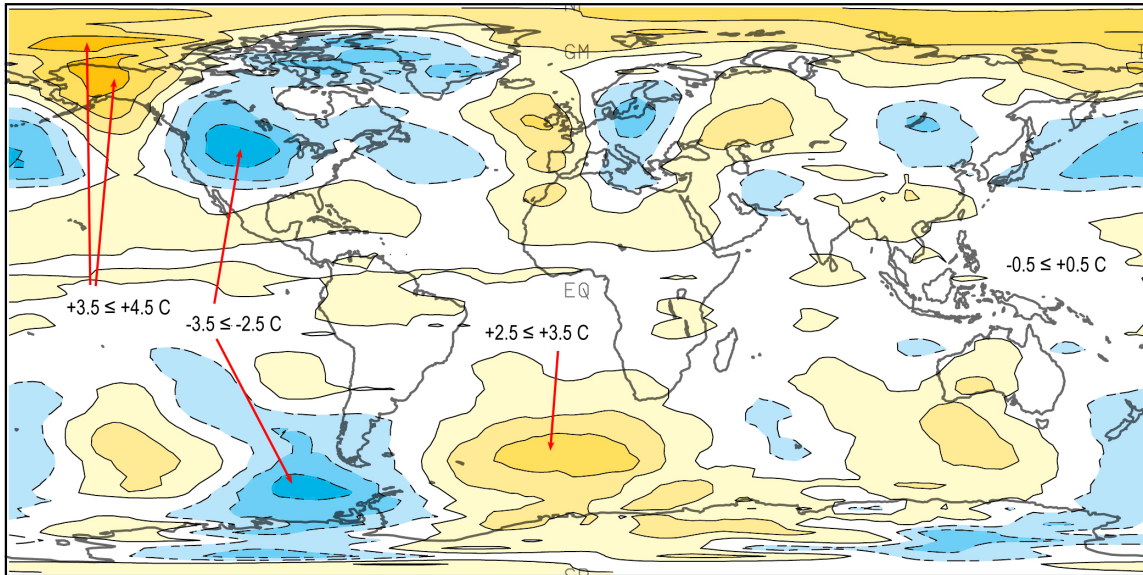 GM
-0.5 ≤ +0.5 C
EQ
+3.5 ≤ +4.5 C
-3.5 ≤ -2.5 C
+2.5 ≤ +3.5 C